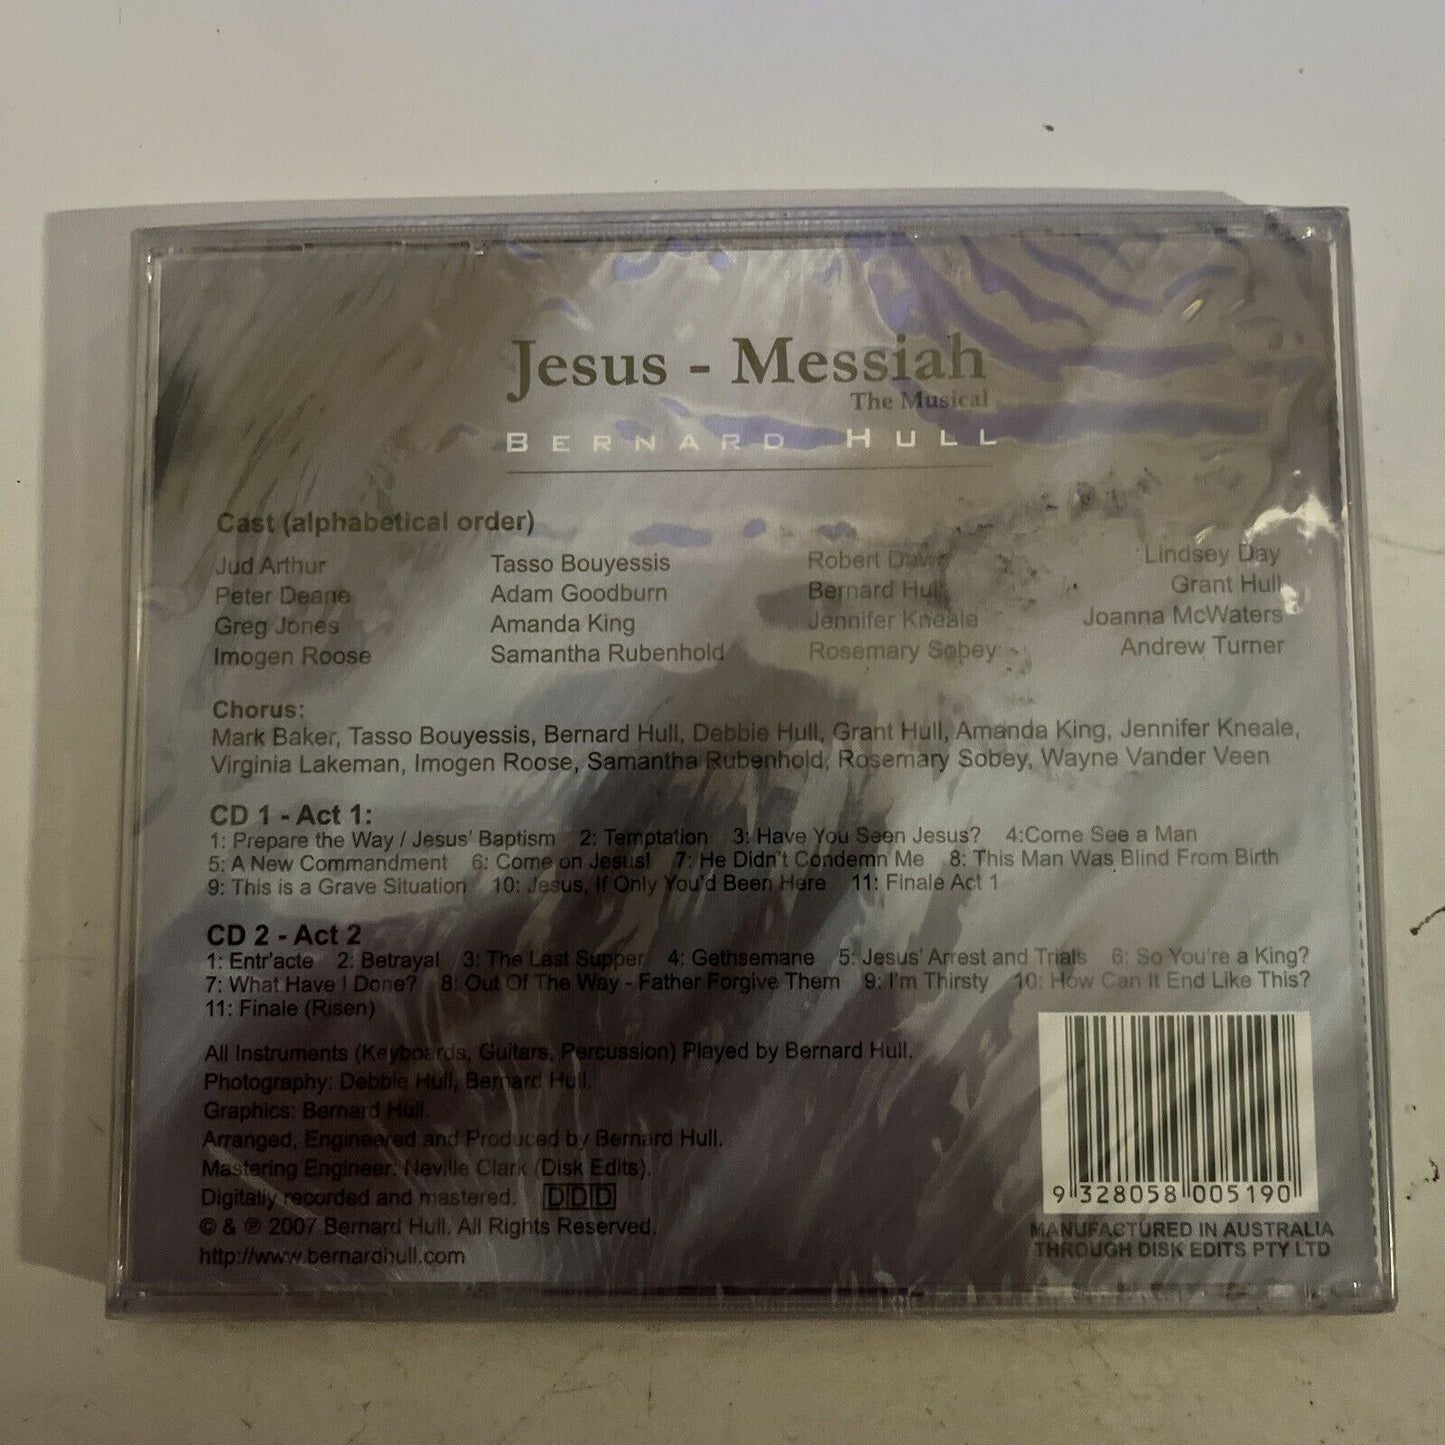 Jesus - Messiah
The Musical
BERNARD HULL
Cast (alphabetical order)
Jud Arthur Tasso Bouyessis Robert Lindsey Day
Peter Deane Adam Goodburn Bernard Hull Grant Hull
Greg Jones Amanda King Jennifer Kneale Joanna McWaters
Imogen Roose Samantha Rubenhold Rosemary Sobey Andrew Turner
Chorus:
Mark Baker, Tasso Bouyessis, Bernard Hull, Debbie Hull, Grant Hull, Amanda King, Jennifer Kneale,
Virginia Lakeman, Imogen Roose, Samantha Rubenhold, Rosemary Sobey, Wayne Vander Veen
CD 1 - Act 1:
1: Prepare the Way / Jesus' Baptism 2: Temptation 3: Have You Seen Jesus? 4:Come See a Man
5: A New Commandment 6: Come on Jesus! 7: He Didn't Condemn Me 8: This Man Was Blind From Birth
9: This is a Grave Situation 10: Jesus, If Only You'd Been Here 11: Finale Act 1
CD 2 - Act 2
1: Entr'acte 2: Betrayal 3: The Last Supper 4: Gethsemane 5: Jesus' Arrest and Trials 6: So You're a King?
7: What Have I Done? 8: Out Of The Way - Father Forgive Them 9: I'm Thirsty 10: How Can It End Like This?
11: Finale (Risen)
All Instruments (Keyboards, Guitars, Percussion) Played by Bernard Hull.
Photography: Debbie Hull, Bernard Hull.
Graphics: Bernard Hull.
Arranged, Engineered and Produced by Bernard Hull.
Mastering Engineer: Neville Clark (Disk Edits).
Digitally recorded and mastered. DDD
© & ℗ 2007 Bernard Hull. All Rights Reserved.
http://www.bernardhull.com
9 328058 005190
MANUFACTURED IN AUSTRALIA
THROUGH DISK EDITS PTY LTD